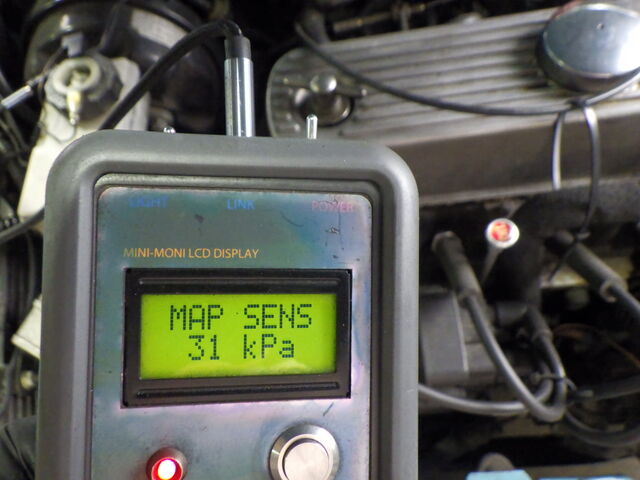 LIGHT LINK POWER
MINI-MONI LCD DISPLAY
MAP SENS
31 kPa